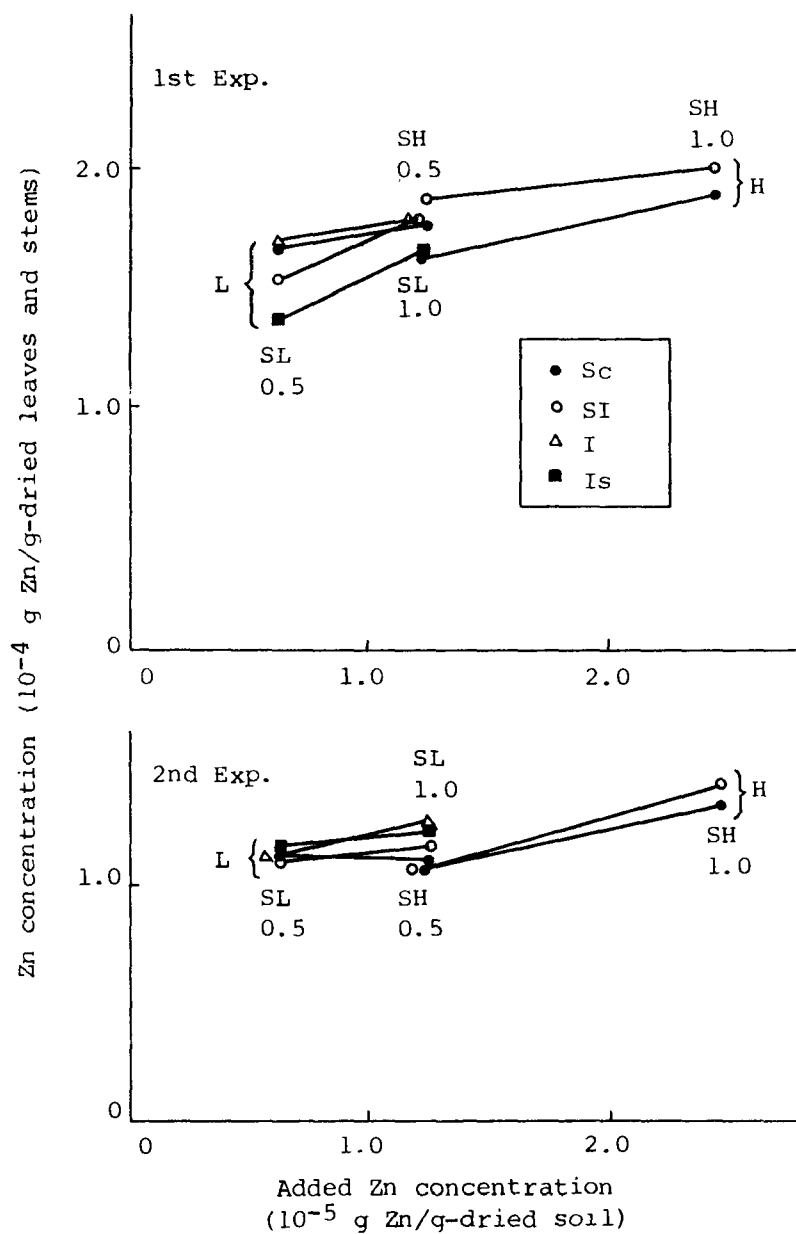 Zn concentration (10⁻⁴ g Zn/g-dried leaves and stems)
1st Exp.
SH
1.0
SH
0.5
2.0
H
L
SL
1.0
SL
0.5
Sc
SI
I
Is
1.0
0
0
1.0
2.0
2nd Exp.
SL
1.0
H
L
1.0
SL
0.5
SH
0.5
SH
1.0
0
0
1.0
2.0
Added Zn concentration
(10⁻⁵ g Zn/g-dried soil)